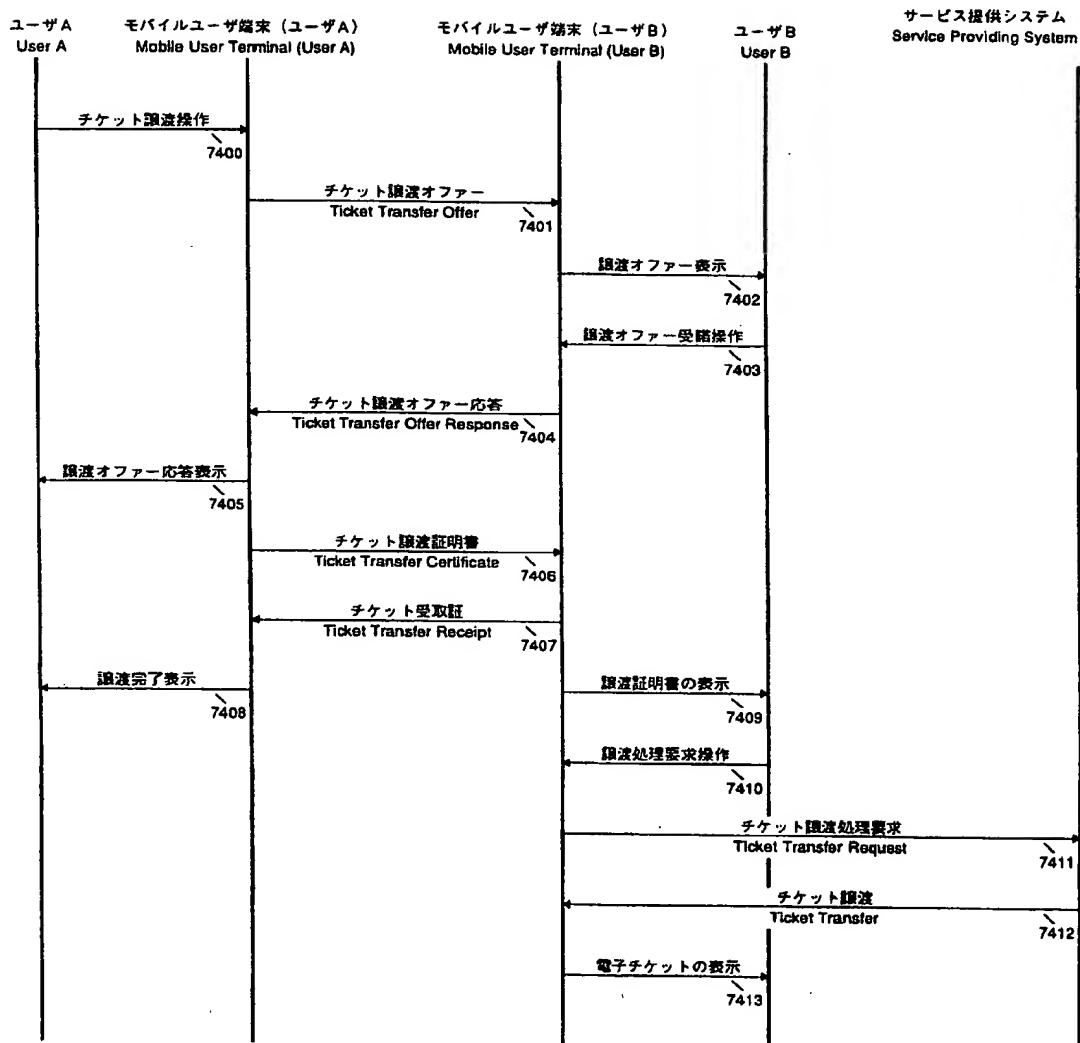 ユーザA
User A
モバイルユーザ端末（ユーザA）
Mobile User Terminal (User A)
モバイルユーザ端末（ユーザB）
Mobile User Terminal (User B)
ユーザB
User B
サービス提供システム
Service Providing System
チケット譲渡操作
7400
チケット譲渡オファー
Ticket Transfer Offer
7401
譲渡オファー表示
7402
譲渡オファー受諾操作
7403
チケット譲渡オファー応答
Ticket Transfer Offer Response
7404
譲渡オファー応答表示
7405
チケット譲渡証明書
Ticket Transfer Certificate
7406
チケット受取証
Ticket Transfer Receipt
7407
譲渡完了表示
7408
譲渡証明書の表示
7409
譲渡処理要求操作
7410
チケット譲渡処理要求
Ticket Transfer Request
7411
チケット譲渡
Ticket Transfer
7412
電子チケットの表示
7413